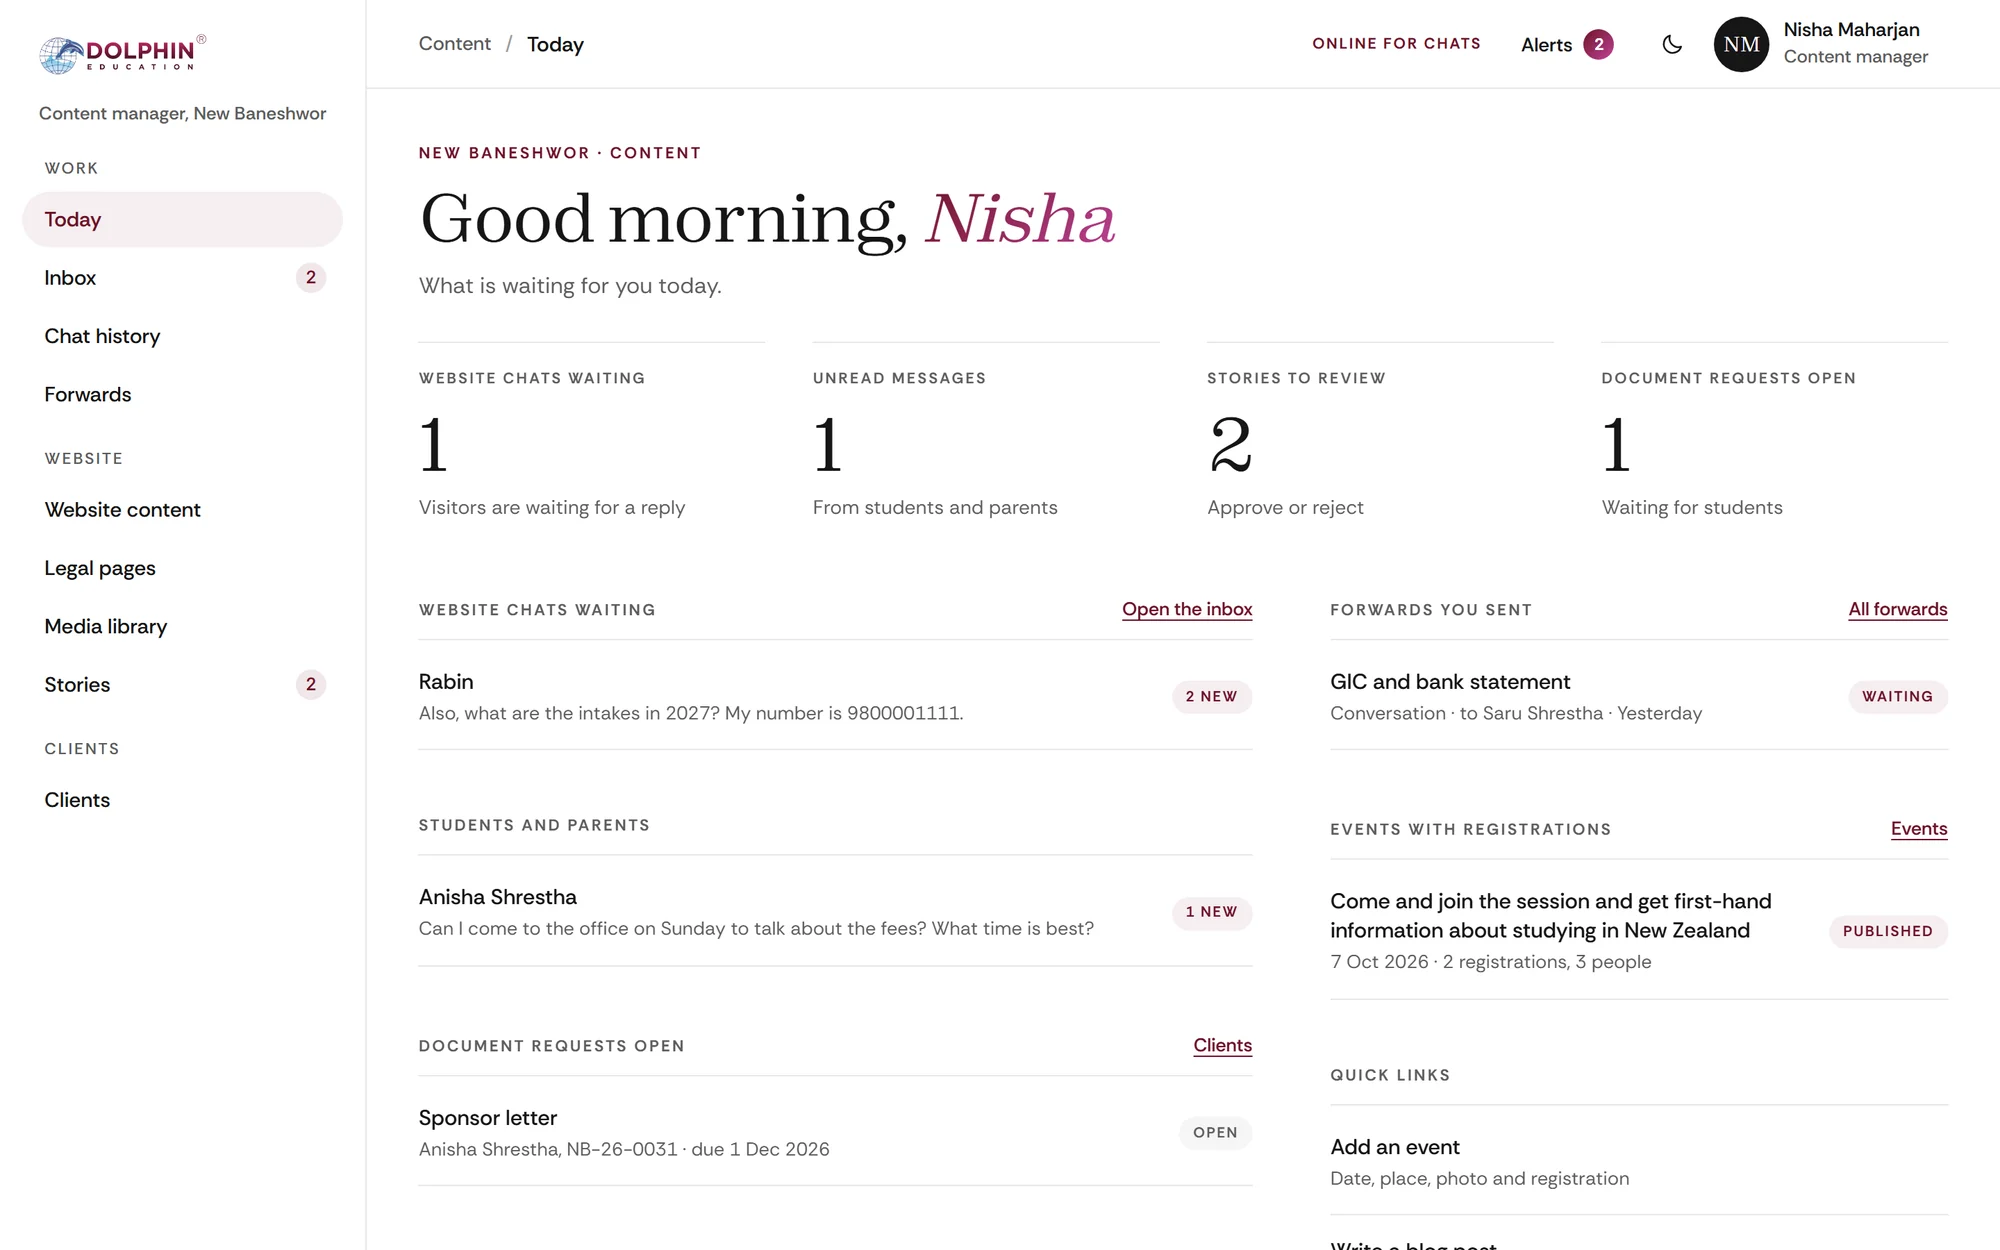 DOLPHIN®
EDUCATION
Content manager, New Baneshwor
WORK
Today
Inbox 2
Chat history
Forwards
WEBSITE
Website content
Legal pages
Media library
Stories 2
CLIENTS
Clients
Content / Today
ONLINE FOR CHATS
Alerts 2
NM
Nisha Maharjan
Content manager
NEW BANESHWOR · CONTENT
Good morning, Nisha
What is waiting for you today.
WEBSITE CHATS WAITING
1
Visitors are waiting for a reply
UNREAD MESSAGES
1
From students and parents
STORIES TO REVIEW
2
Approve or reject
DOCUMENT REQUESTS OPEN
1
Waiting for students
WEBSITE CHATS WAITING Open the inbox
Rabin
Also, what are the intakes in 2027? My number is 9800001111.
2 NEW
STUDENTS AND PARENTS
Anisha Shrestha
Can I come to the office on Sunday to talk about the fees? What time is best?
1 NEW
DOCUMENT REQUESTS OPEN Clients
Sponsor letter
Anisha Shrestha, NB-26-0031 · due 1 Dec 2026
OPEN
FORWARDS YOU SENT All forwards
GIC and bank statement
Conversation · to Saru Shrestha · Yesterday
WAITING
EVENTS WITH REGISTRATIONS Events
Come and join the session and get first-hand
information about studying in New Zealand
7 Oct 2026 · 2 registrations, 3 people
PUBLISHED
QUICK LINKS
Add an event
Date, place, photo and registration
Write a blog post